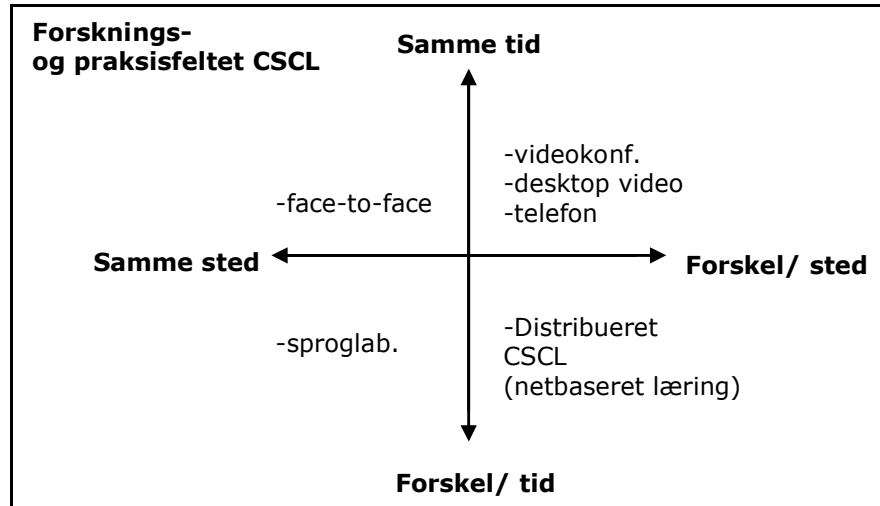 Forsknings-
og praksisfeltet CSCL
Samme tid
-videokonf.
-desktop video
-telefon
-face-to-face
Samme sted
Forskel/ sted
-sproglab.
-Distribueret
CSCL
(netbaseret læring)
Forskel/ tid